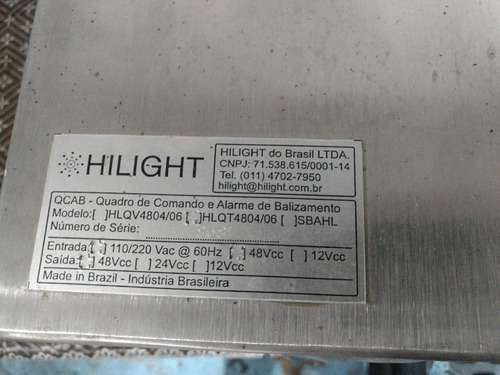 HILIGHT
HILIGHT do Brasil LTDA.
CNPJ: 71.538.615/0001-14
Tel. (011) 4702-7950
hilight@hilight.com.br
QCAB - Quadro de Comando e Alarme de Balizamento
Modelo:[ ]HLQV4804/06 [ ]HLQT4804/06 [ ]SBAHL
Número de Série: ........................................
Entrada:[ ] 110/220 Vac @ 60Hz [ ] 48Vcc [ ] 12Vcc
Saída:[ ] 48Vcc [ ] 24Vcc [ ]12Vcc
Made in Brazil - Indústria Brasileira